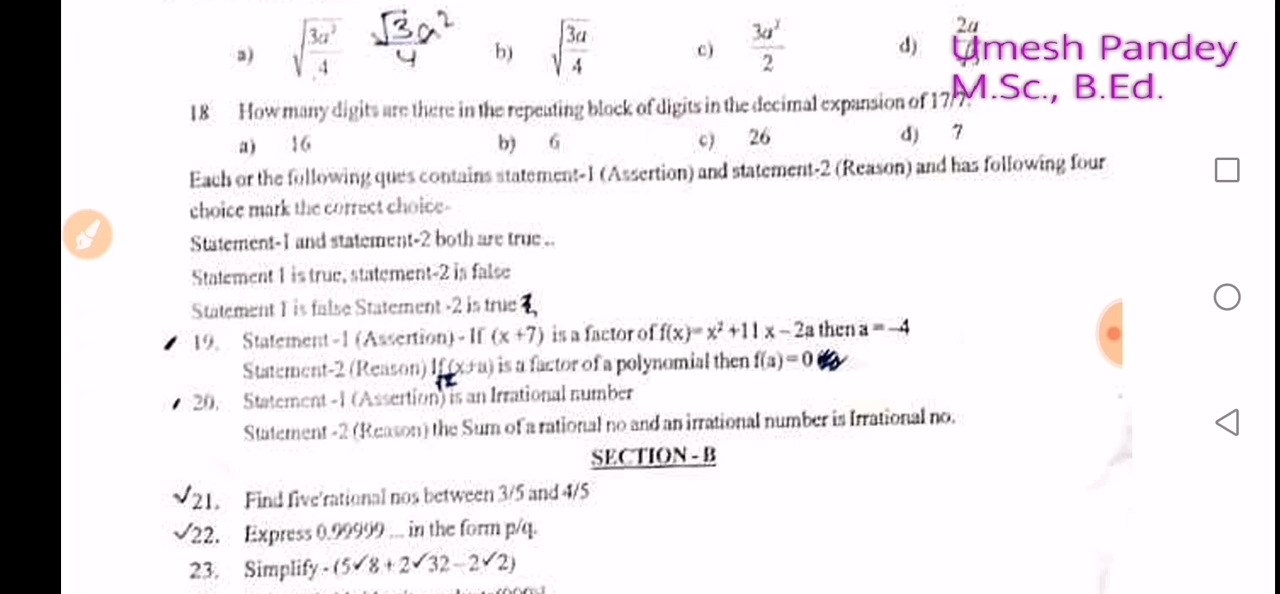 a) √3a²/4 √3a²/4 b) √3a/4 c) 3a²/2 d) 2a
Umesh Pandey
M.Sc., B.Ed.
18 How many digits are there in the repeating block of digits in the decimal expansion of 17/7.
a) 16 b) 6 c) 26 d) 7
Each or the following ques contains statement-1 (Assertion) and statement-2 (Reason) and has following four
choice mark the correct choice-
Statement-1 and statement-2 both are true..
Statement 1 is true, statement-2 is false
Statement 1 is false Statement -2 is true
19. Statement -1 (Assertion) - If (x +7) is a factor of f(x)= x² +11 x – 2a then a = –4
Statement-2 (Reason) If (x+a) is a factor of a polynomial then f(a)=0
20. Statement -1 (Assertion) √2 is an Irrational number
Statement -2 (Reason) the Sum of a rational no and an irrational number is Irrational no.
SECTION - B
✓21. Find five rational nos between 3/5 and 4/5
✓22. Express 0.99999 ... in the form p/q.
23. Simplify - (5✓8 + 2✓32 – 2✓2)